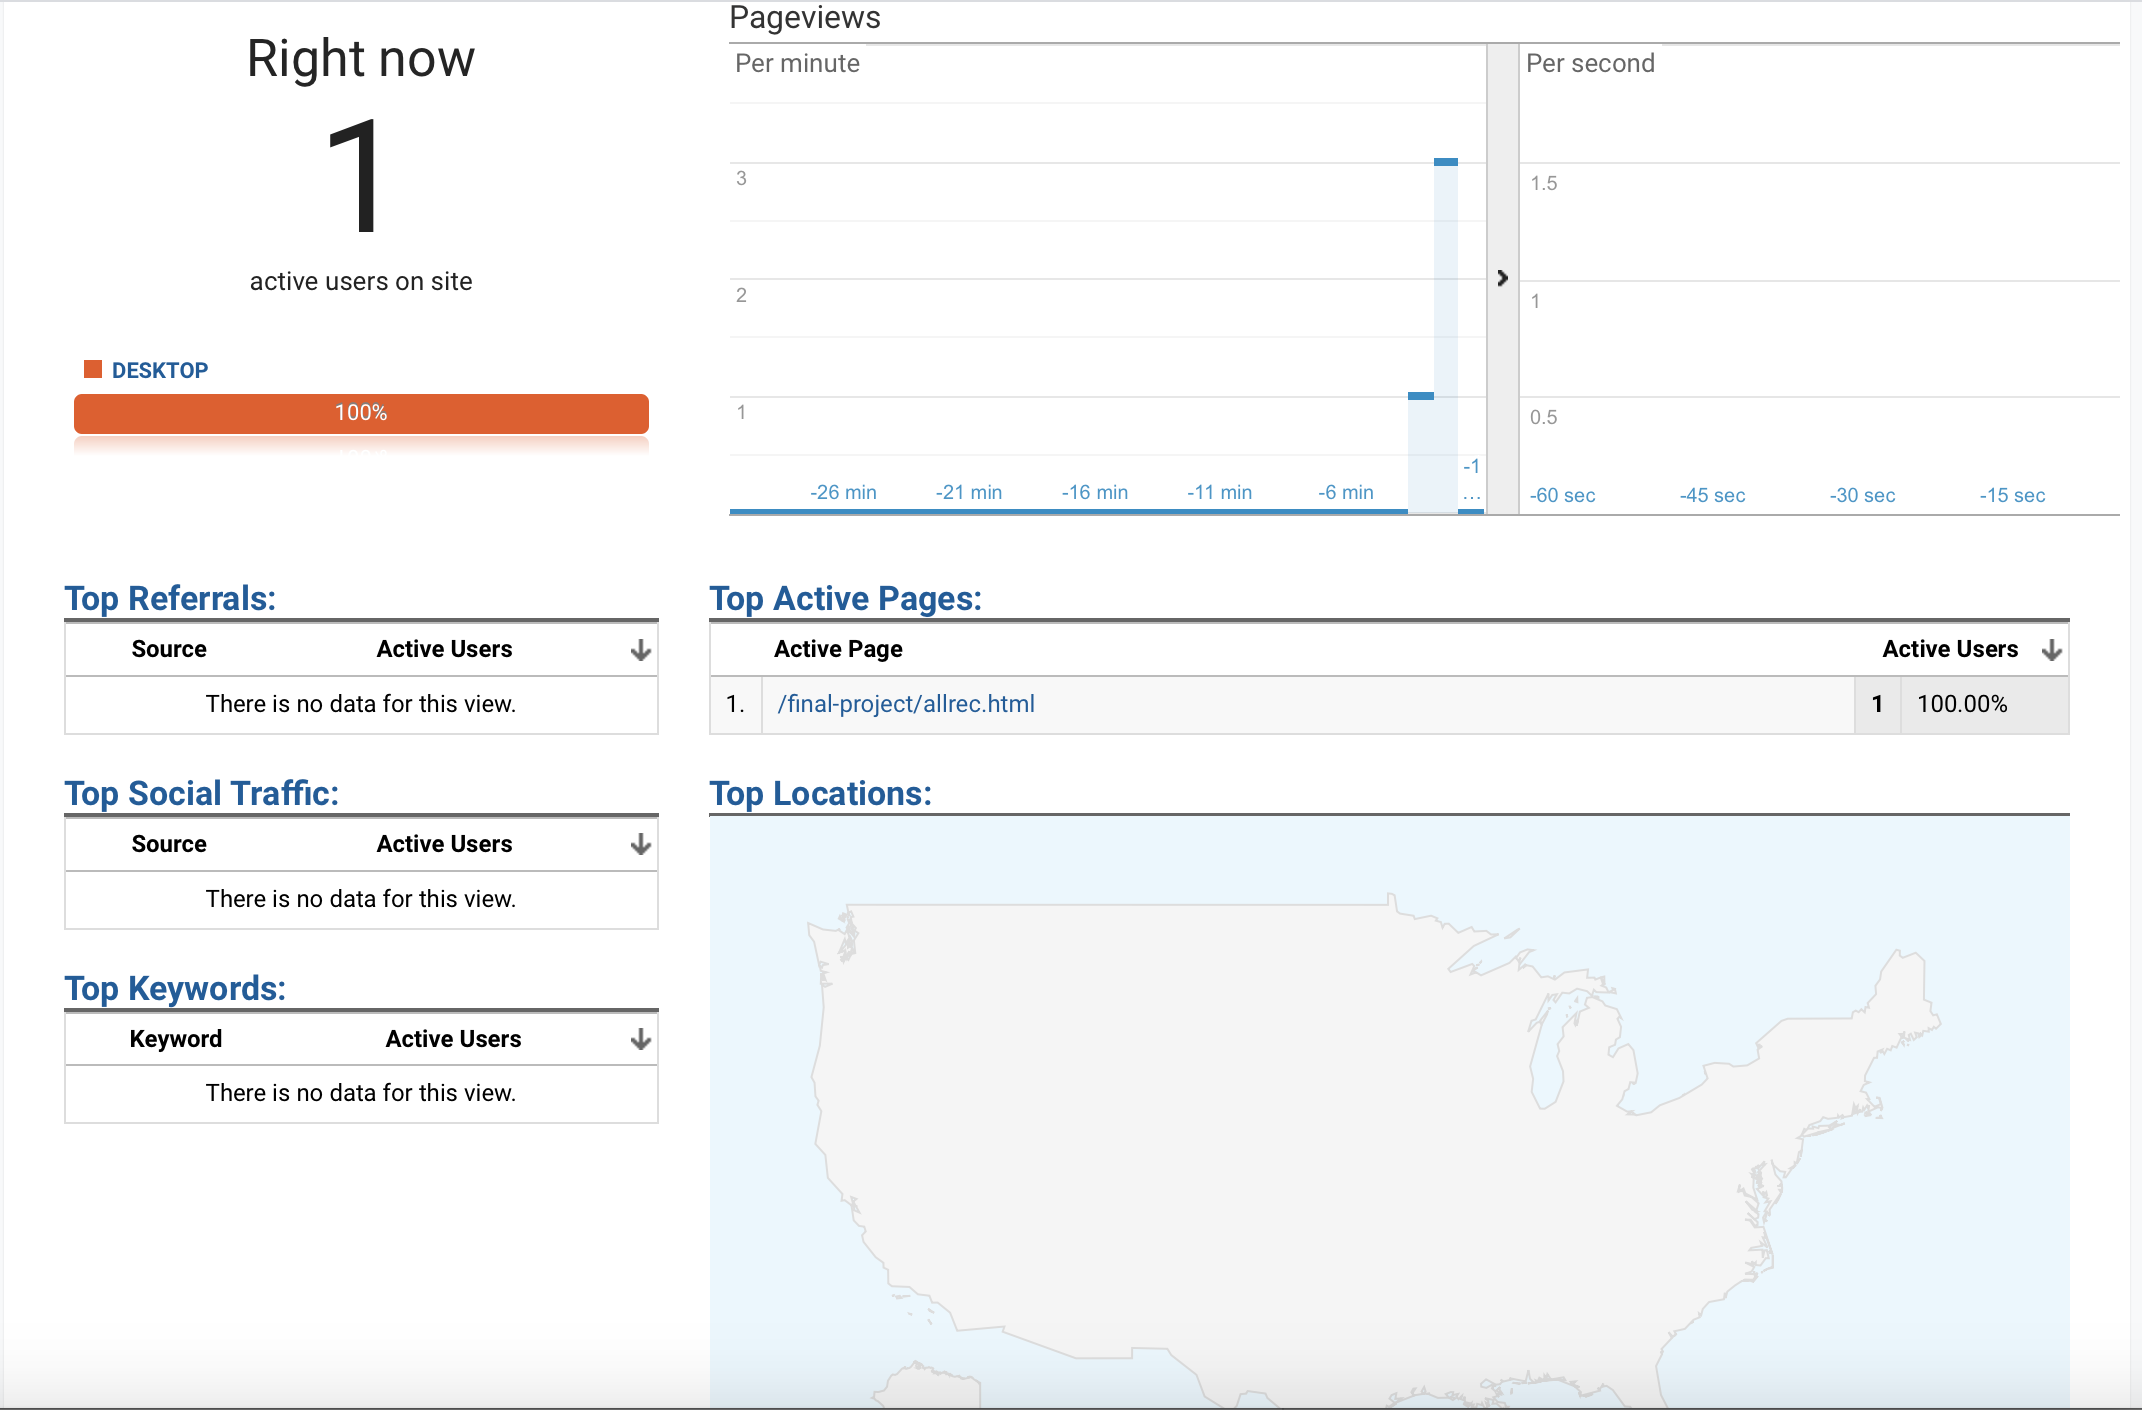 Right now
1
active users on site
DESKTOP
100%
Pageviews
Per minute
3
2
1
-26 min
-21 min
-16 min
-11 min
-6 min
-1
...
Per second
1.5
1
0.5
-60 sec
-45 sec
-30 sec
-15 sec
Top Referrals:
Source Active Users
There is no data for this view.
Top Social Traffic:
Source Active Users
There is no data for this view.
Top Keywords:
Keyword Active Users
There is no data for this view.
Top Active Pages:
Active Page Active Users
1. /final-project/allrec.html 1 100.00%
Top Locations: